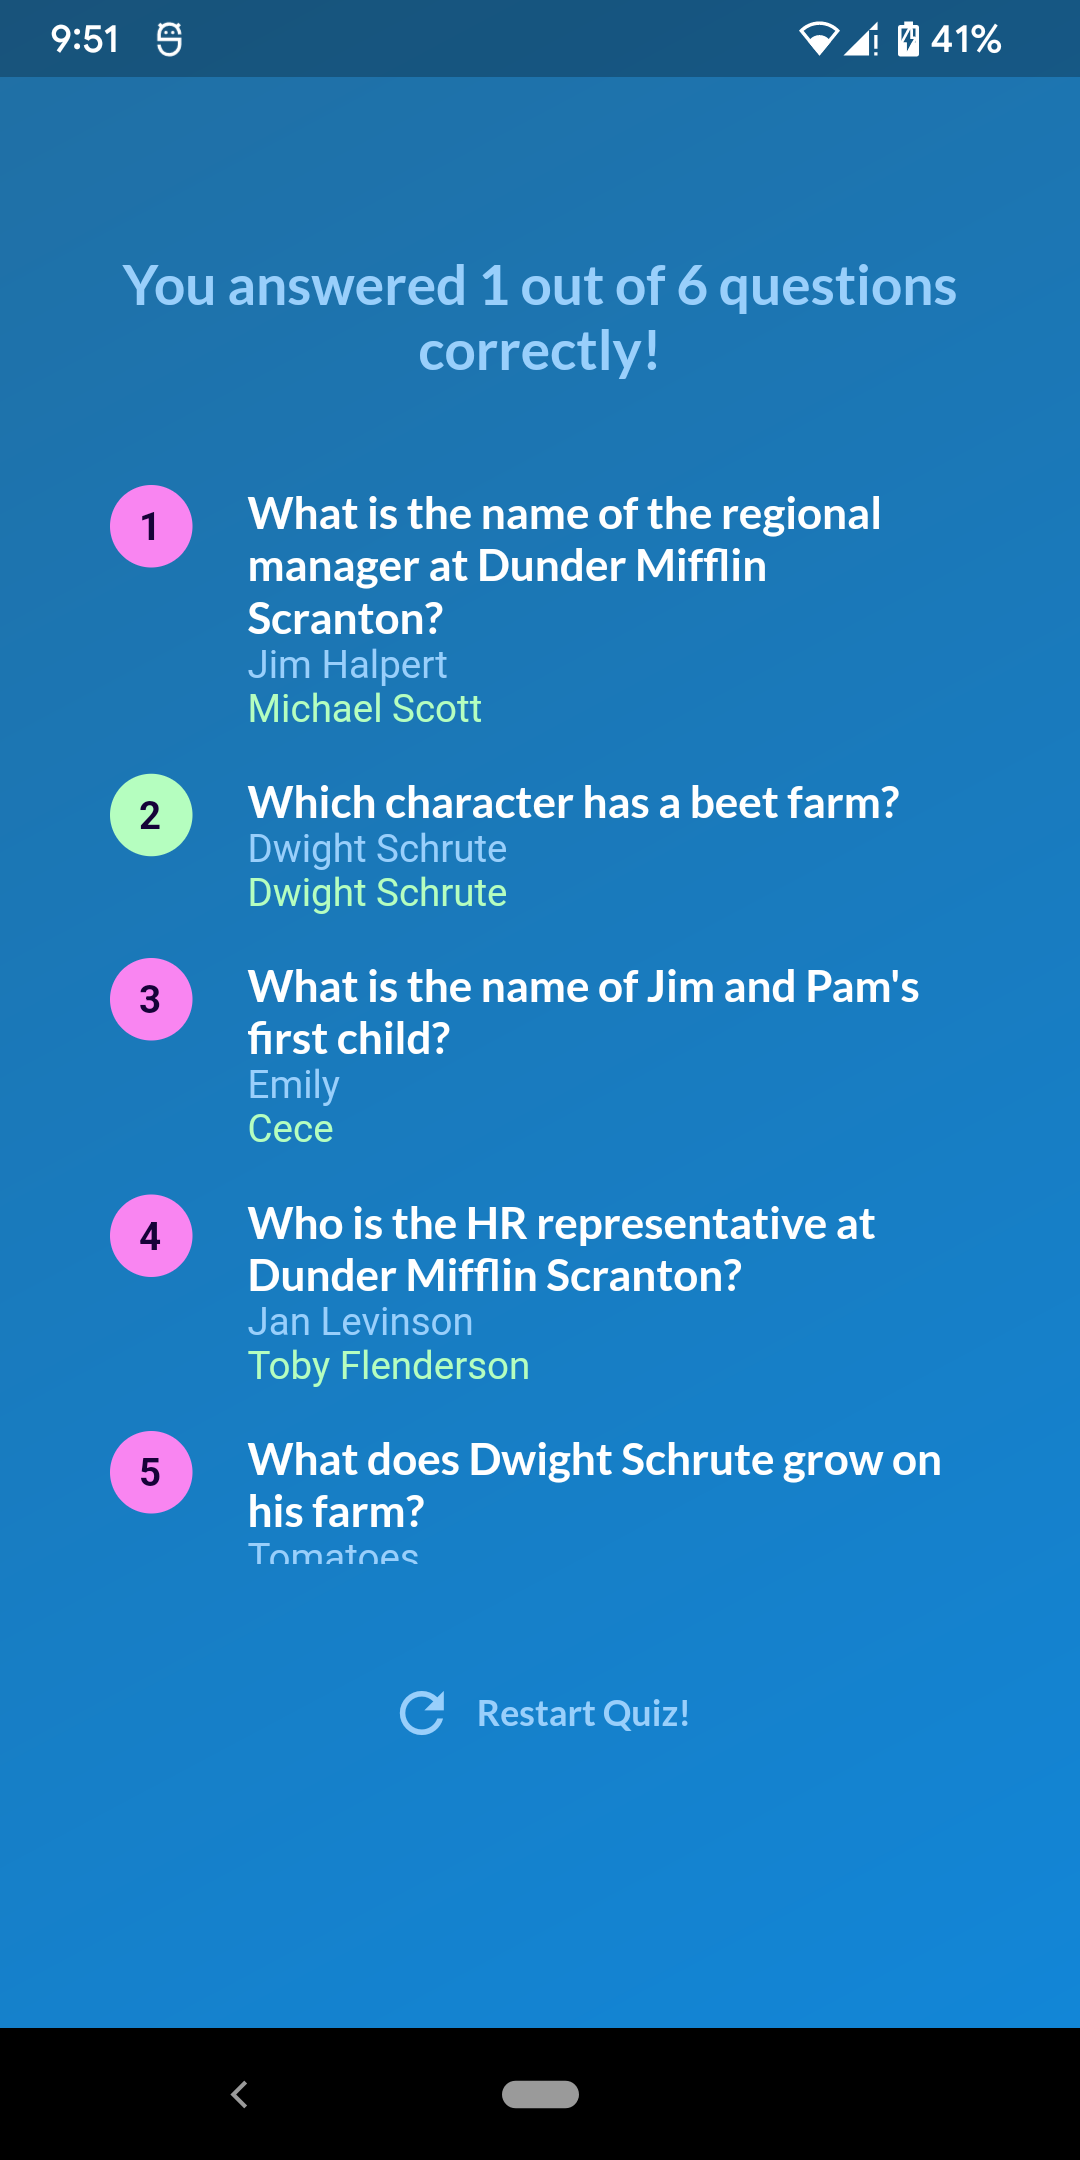 9:51
41%
You answered 1 out of 6 questions
correctly!
1
What is the name of the regional
manager at Dunder Mifflin
Scranton?
Jim Halpert
Michael Scott
2
Which character has a beet farm?
Dwight Schrute
Dwight Schrute
3
What is the name of Jim and Pam's
first child?
Emily
Cece
4
Who is the HR representative at
Dunder Mifflin Scranton?
Jan Levinson
Toby Flenderson
5
What does Dwight Schrute grow on
his farm?
Tomatoes
Restart Quiz!